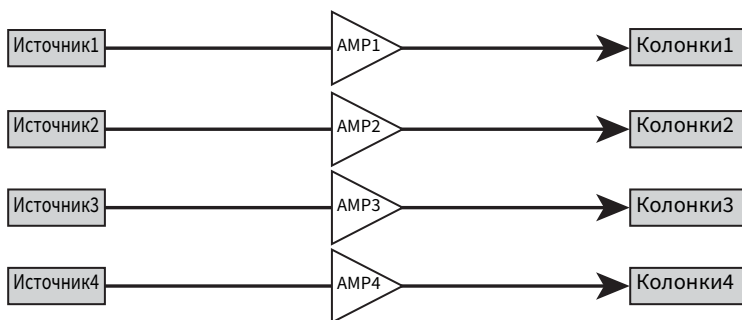 Источник1 AMP1 Колонки1
Источник2 AMP2 Колонки2
Источник3 AMP3 Колонки3
Источник4 AMP4 Колонки4